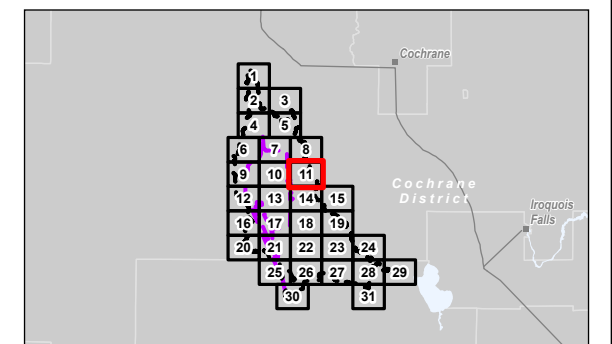 Cochrane
1
2 3
4 5
6 7 8
9 10 11
12 13 14 15
16 17 18 19
20 21 22 23 24
25 26 27 28 29
30 31
Cochrane
District
Iroquois
Falls